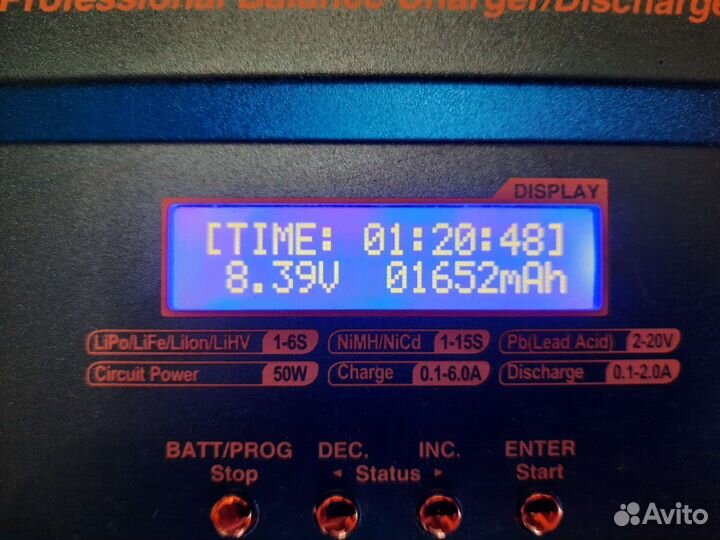 Professional Balance Charger/Discharge
DISPLAY
[TIME: 01:20:48]
8.39V 01652mAh
LiPo/LiFe/LiIon/LiHV 1-6S NiMH/NiCd 1-15S Pb(Lead Acid) 2-20V
Circuit Power 50W Charge 0.1-6.0A Discharge 0.1-2.0A
BATT/PROG DEC. INC. ENTER
Stop ◄ Status ► Start
Avito